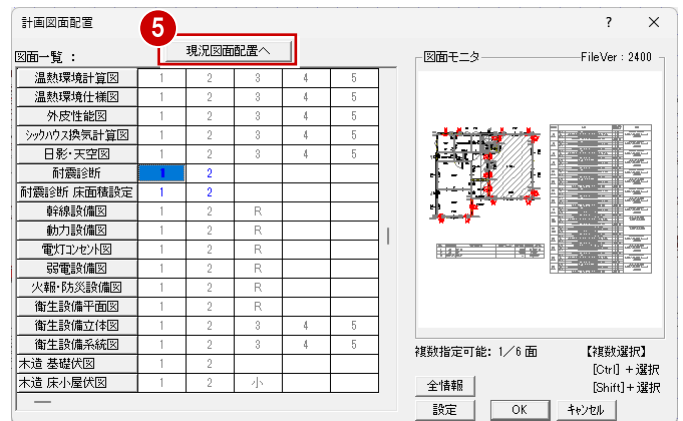 計画図面配置 ? ×
5
図面一覧 : 現況図面配置へ
温熱環境計算図 1 2 3 4 5
温熱環境仕様図 1 2 3 4 5
外皮性能図 1 2 3 4 5
シックハウス換気計算図 1 2 3 4 5
日影・天空図 1 2 3 4 5
耐震診断 1 2
耐震診断 床面積設定 1 2
幹線設備図 1 2 R
動力設備図 1 2 R
電灯コンセント図 1 2 R
弱電設備図 1 2 R
火報・防災設備図 1 2 R
衛生設備平面図 1 2 R
衛生設備立体図 1 2 3 4 5
衛生設備系統図 1 2 3 4 5
木造 基礎伏図 1 2
木造 床小屋伏図 1 2 小
図面モニタ FileVer : 2400
複数指定可能: 1/6 面 【複数選択】
[Ctrl] + 選択
全情報 [Shift]+ 選択
設定 OK キャンセル